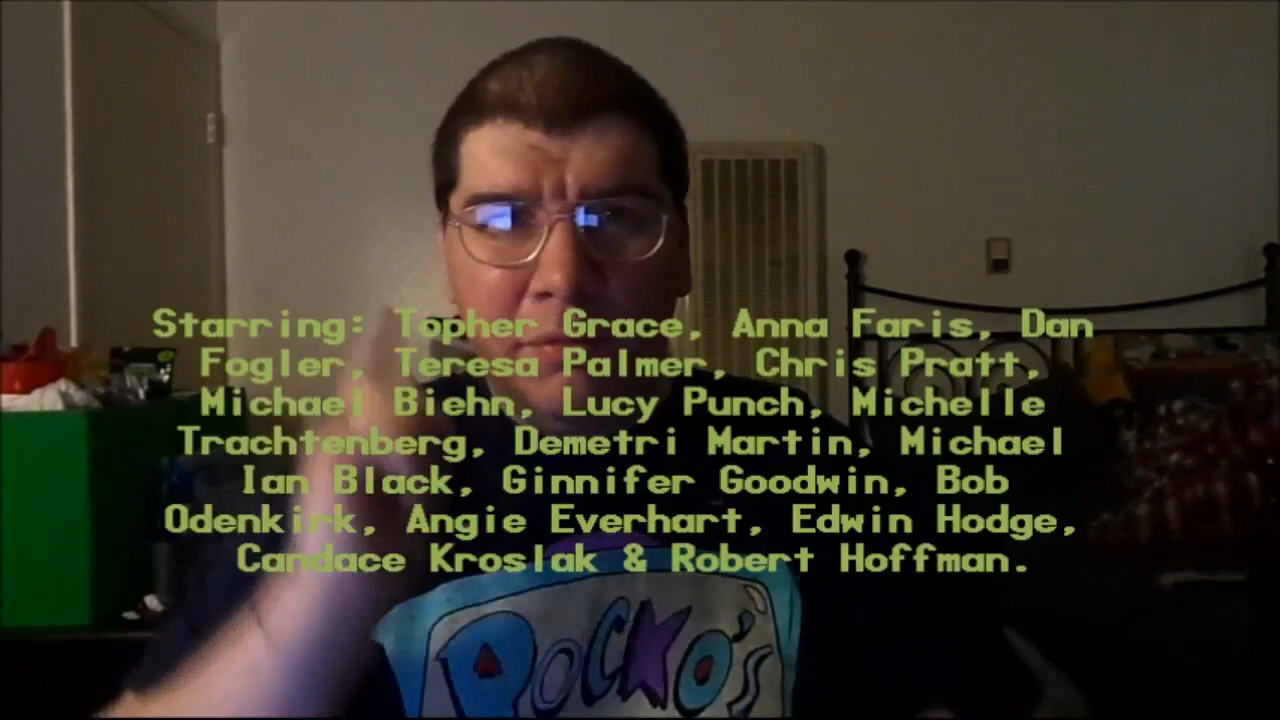 Starring: Topher Grace, Anna Faris, Dan
Fogler, Teresa Palmer, Chris Pratt,
Michael Biehn, Lucy Punch, Michelle
Trachtenberg, Demetri Martin, Michael
Ian Black, Ginnifer Goodwin, Bob
Odenkirk, Angie Everhart, Edwin Hodge,
Candace Kroslak & Robert Hoffman.
ROCKO'S